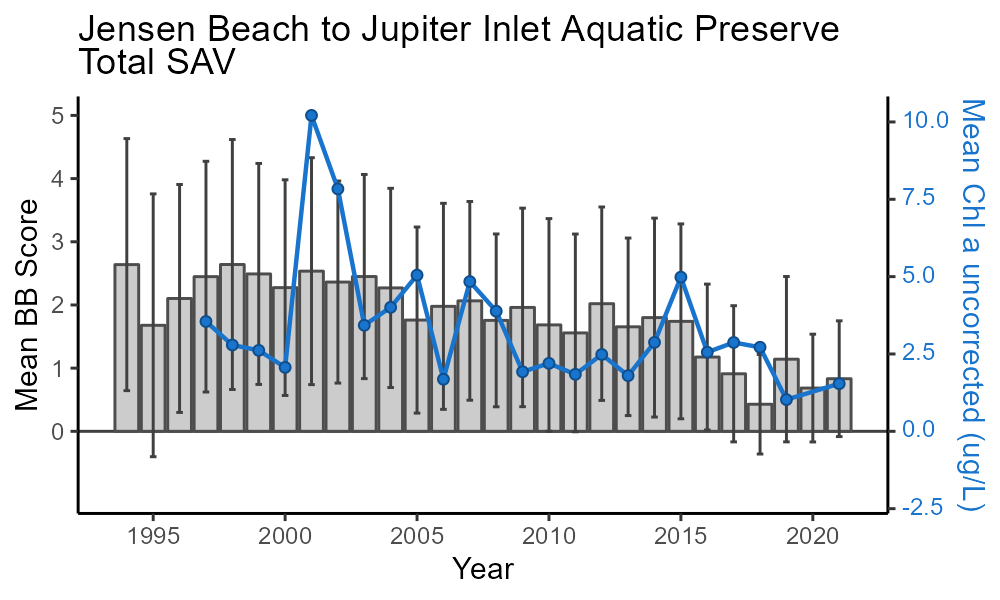 Jensen Beach to Jupiter Inlet Aquatic Preserve
Total SAV
Mean BB Score
5
4
3
2
1
0
10.0
7.5
5.0
2.5
0.0
-2.5
Mean Chl a uncorrected (ug/L)
1995 2000 2005 2010 2015 2020
Year